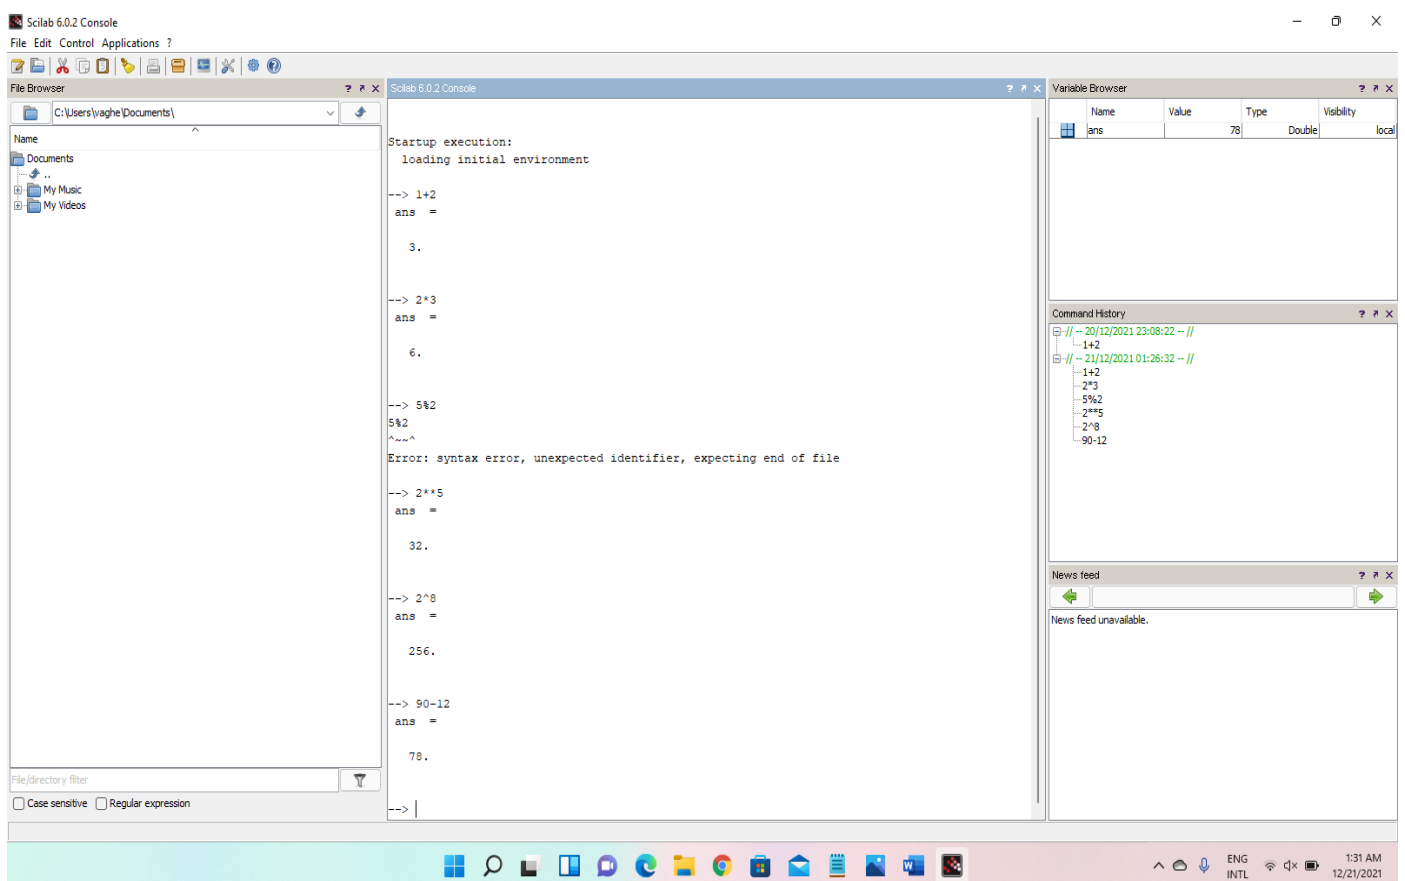 Scilab 6.0.2 Console
File Edit Control Applications ?
File Browser ? X
C:\Users\vaghe\Documents\
Name
Documents
..
My Music
My Videos
File/directory filter
Case sensitive Regular expression
Scilab 6.0.2 Console ? X
Startup execution:
loading initial environment
--> 1+2
ans =
3.
--> 2*3
ans =
6.
--> 5%2
5%2
^~~^
Error: syntax error, unexpected identifier, expecting end of file
--> 2**5
ans =
32.
--> 2^8
ans =
256.
--> 90-12
ans =
78.
-->
Variable Browser ? X
Name Value Type Visibility
ans 78 Double local
Command History ? X
// -- 20/12/2021 23:08:22 -- //
1+2
// -- 21/12/2021 01:26:32 -- //
1+2
2*3
5%2
2**5
2^8
90-12
News feed ? X
News feed unavailable.
ENG
INTL
1:31 AM
12/21/2021